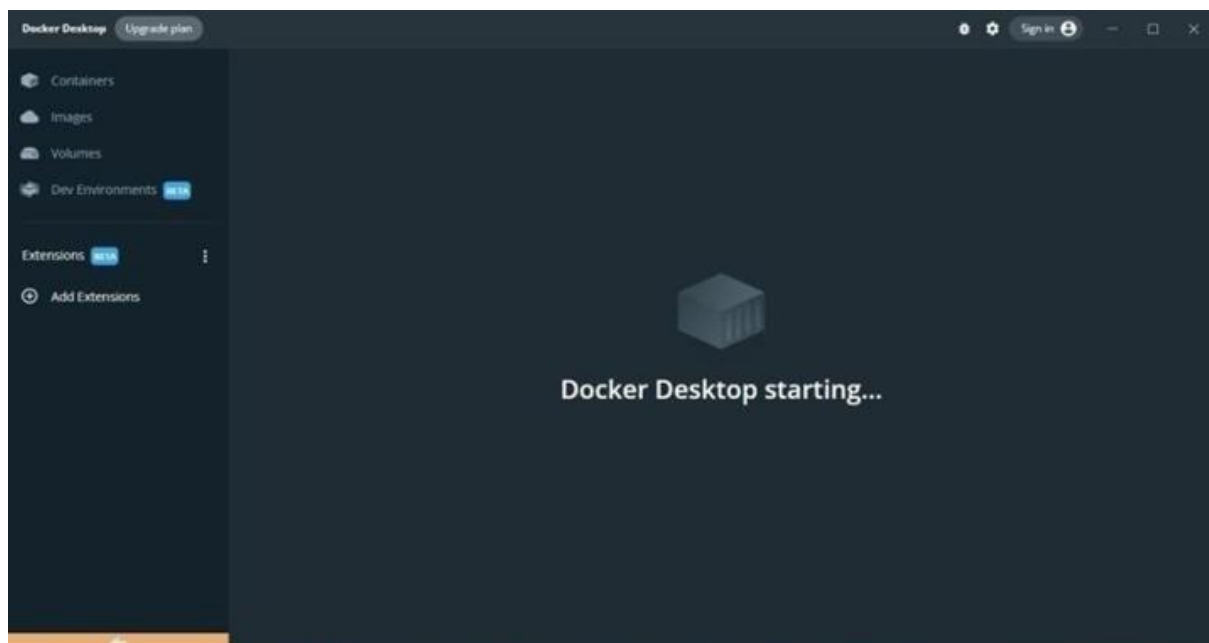 Docker Desktop Upgrade plan Sign in
Containers
Images
Volumes
Dev Environments BETA
Extensions BETA
Add Extensions
Docker Desktop starting...